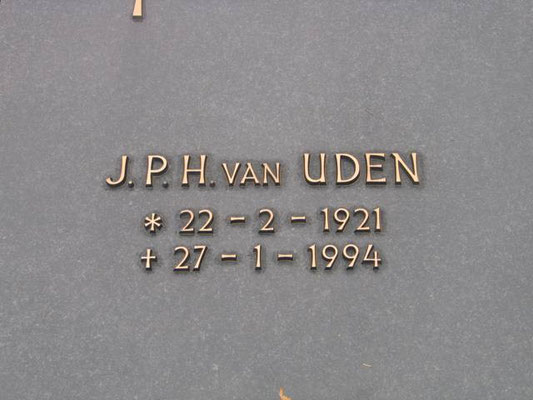 J.P.H. VAN UDEN
* 22 - 2 - 1921
† 27 - 1 - 1994